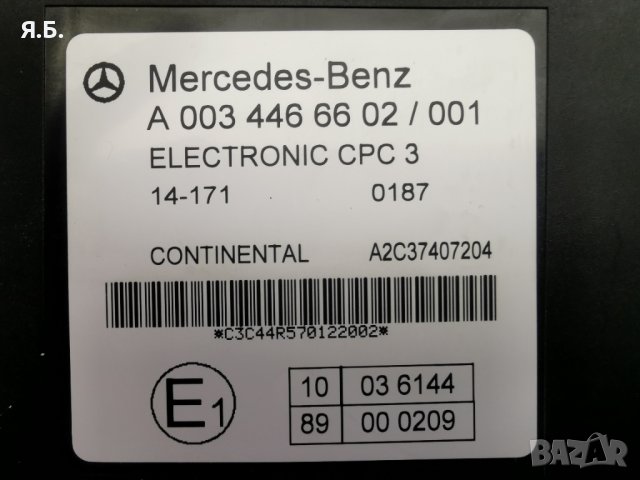 Я.Б.
Mercedes-Benz
A 003 446 66 02 / 001
ELECTRONIC CPC 3
14-171 0187
CONTINENTAL A2C37407204
*C3C44R570122002*
E1
10 03 6144
89 00 0209
BAZAR